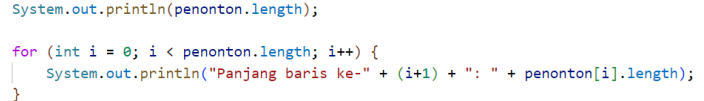 System.out.println(penonton.length);

for (int i = 0; i < penonton.length; i++) {
    System.out.println("Panjang baris ke-" + (i+1) + ": " + penonton[i].length);
}